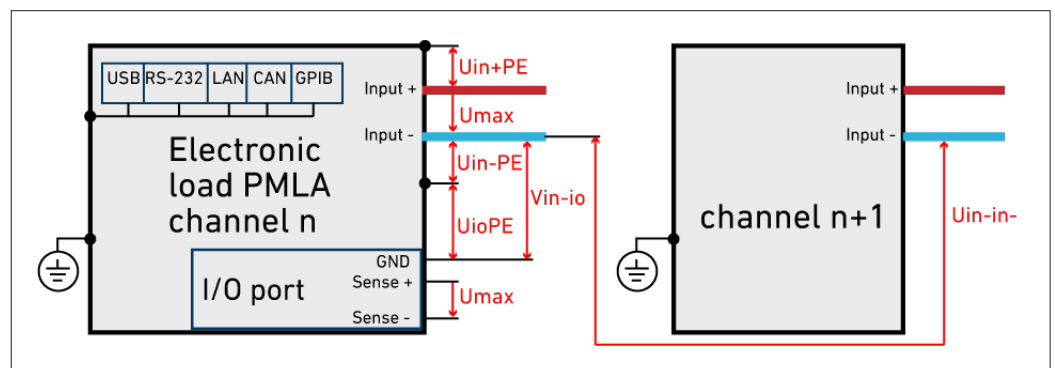 USB RS-232 LAN CAN GPIB
Uin+PE
Input +
Umax
Input -
Electronic
load PMLA
channel n
Uin-PE
Vin-io
UioPE
GND
I/O port
Sense +
Umax
Sense -
Input +
Input -
channel n+1
Uin-in-